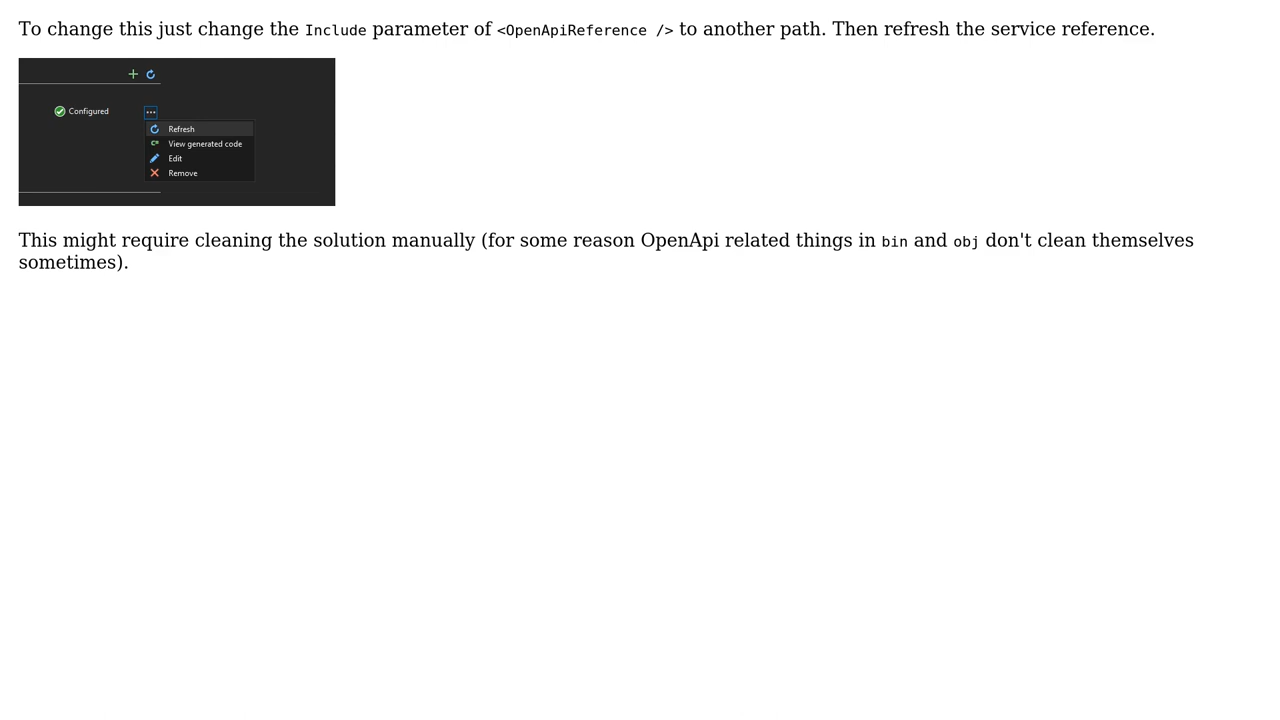 To change this just change the Include parameter of <OpenApiReference /> to another path. Then refresh the service reference.
Configured
Refresh
View generated code
Edit
Remove
This might require cleaning the solution manually (for some reason OpenApi related things in bin and obj don't clean themselves
sometimes).